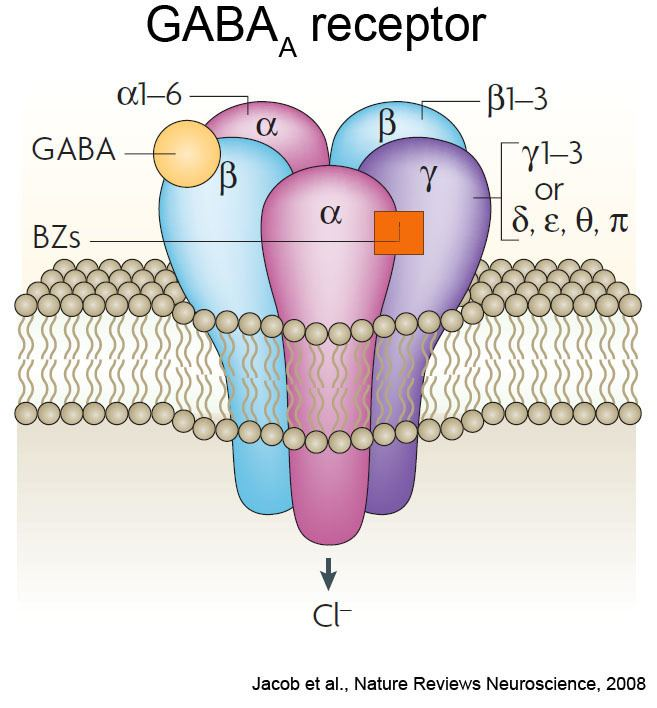 GABAA receptor
α1–6
β1–3
α
β
GABA
β
γ
γ1–3
or
δ, ε, θ, π
α
BZs
Cl–
Jacob et al., Nature Reviews Neuroscience, 2008